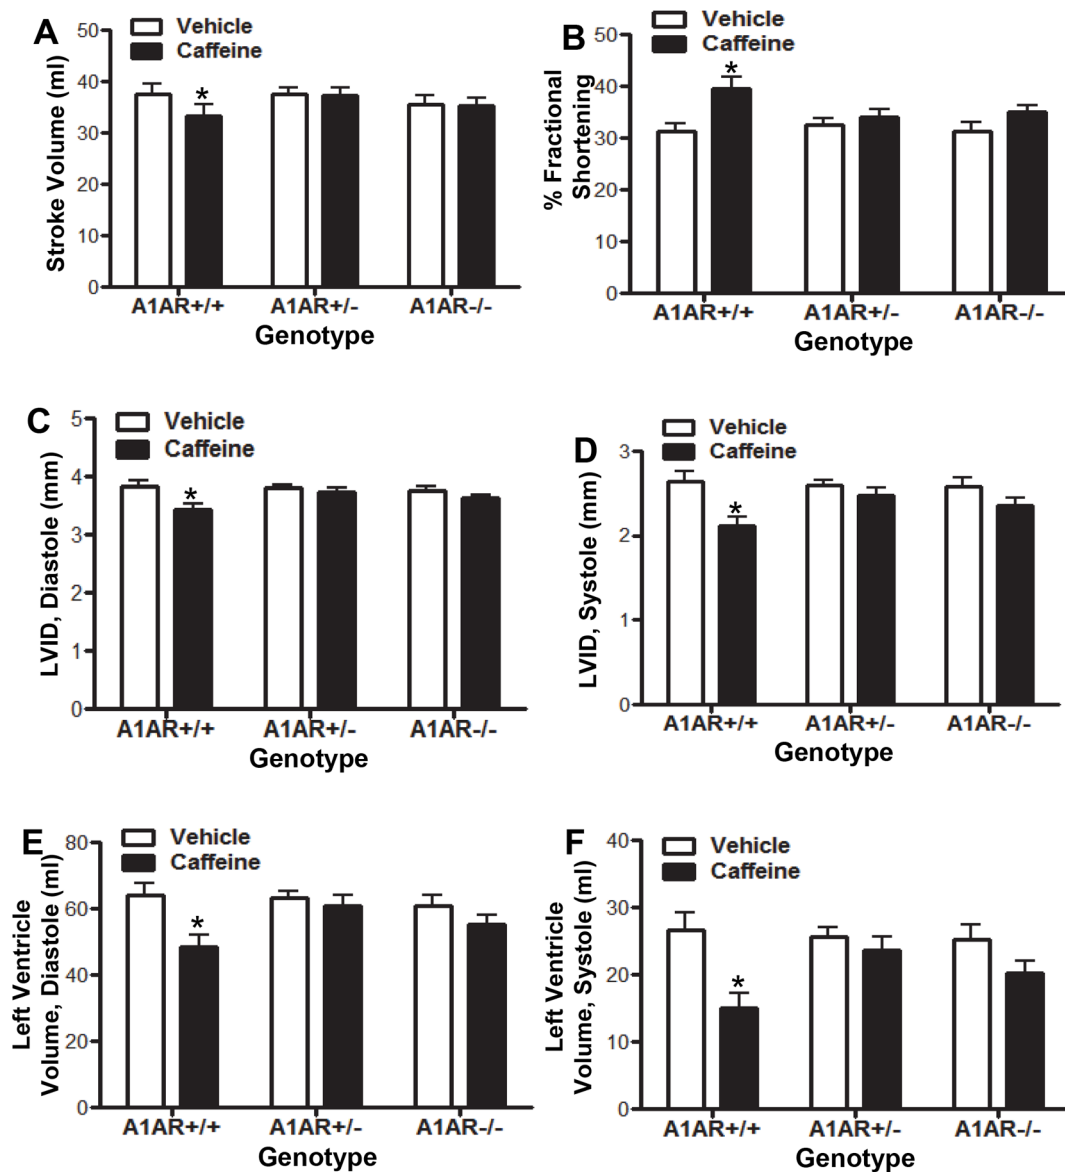 A
Vehicle
Caffeine
Stroke Volume (ml)
50
40
30
20
10
0
*
A1AR+/+ A1AR+/- A1AR-/-
Genotype
B
Vehicle
Caffeine
% Fractional
Shortening
50
40
30
20
10
0
*
A1AR+/+ A1AR+/- A1AR-/-
Genotype
C
Vehicle
Caffeine
LVID, Diastole (mm)
5
4
3
2
1
0
*
A1AR+/+ A1AR+/- A1AR-/-
Genotype
D
Vehicle
Caffeine
LVID, Systole (mm)
3
2
1
0
*
A1AR+/+ A1AR+/- A1AR-/-
Genotype
E
Vehicle
Caffeine
Left Ventricle
Volume, Diastole (ml)
80
60
40
20
0
*
A1AR+/+ A1AR+/- A1AR-/-
Genotype
F
Vehicle
Caffeine
Left Ventricle
Volume, Systole (ml)
40
30
20
10
0
*
A1AR+/+ A1AR+/- A1AR-/-
Genotype